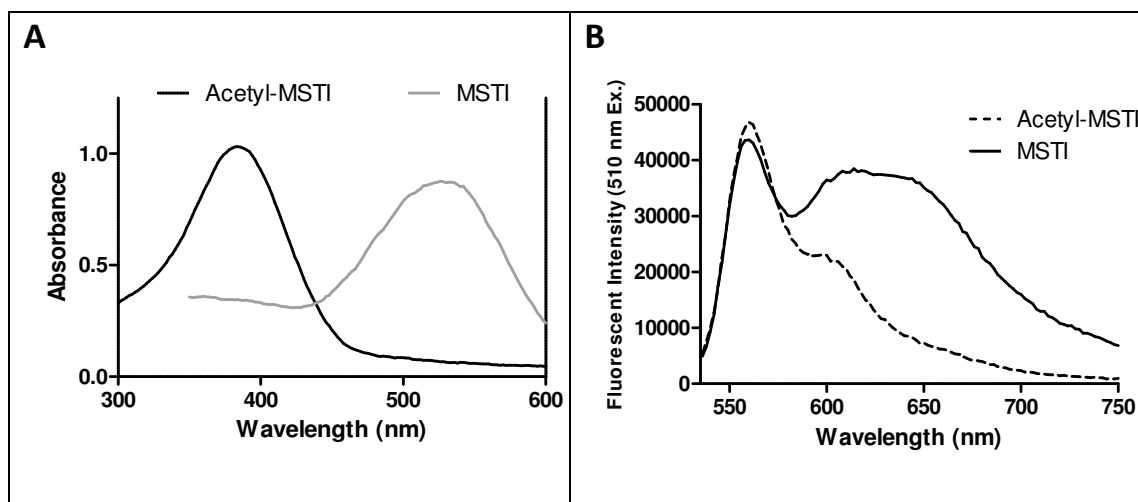 A
Acetyl-MSTI MSTI
Absorbance
1.0
0.5
0.0
300 400 500 600
Wavelength (nm)
B
Acetyl-MSTI
MSTI
Fluorescent Intensity (510 nm Ex.)
50000
40000
30000
20000
10000
0
550 600 650 700 750
Wavelength (nm)